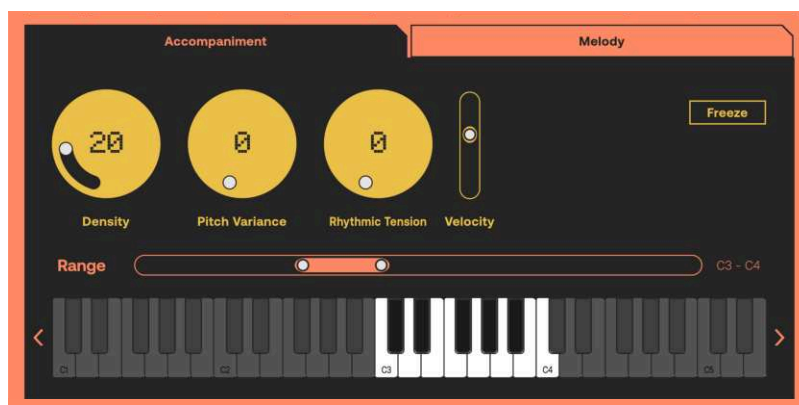 Accompaniment
Melody
20
0
0
Freeze
Density
Pitch Variance
Rhythmic Tension
Velocity
Range
C3 - C4
C1
C2
C3
C4
C5